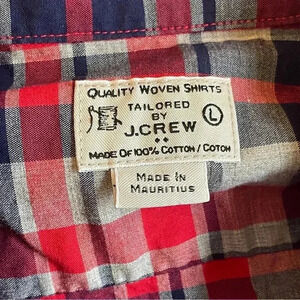 QUALITY WOVEN SHIRTS
TAILORED
BY
L
J.CREW
MADE OF 100% COTTON / COTON
MADE IN
MAURITIUS